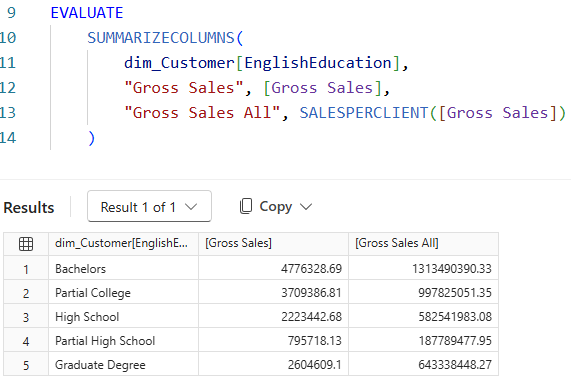 9 EVALUATE
10 SUMMARIZECOLUMNS(
11 dim_Customer[EnglishEducation],
12 "Gross Sales", [Gross Sales],
13 "Gross Sales All", SALESPERCLIENT([Gross Sales])
14 )
Results Result 1 of 1 Copy
dim_Customer[EnglishE... [Gross Sales] [Gross Sales All]
1 Bachelors 4776328.69 1313490390.33
2 Partial College 3709386.81 997825051.35
3 High School 2223442.68 582541983.08
4 Partial High School 795718.13 187789477.95
5 Graduate Degree 2604609.1 643338448.27